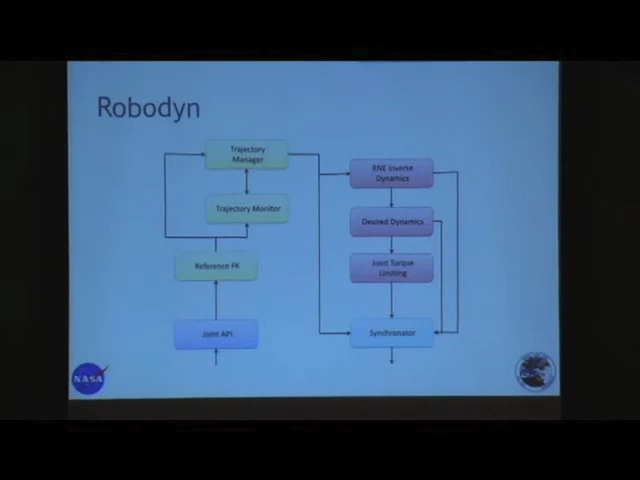 Robodyn
Trajectory
Manager
RNE Inverse
Dynamics
Trajectory Monitor
Desired Dynamics
Reference FK
Joint Torque
Limiting
Joint API
Synchronator
NASA